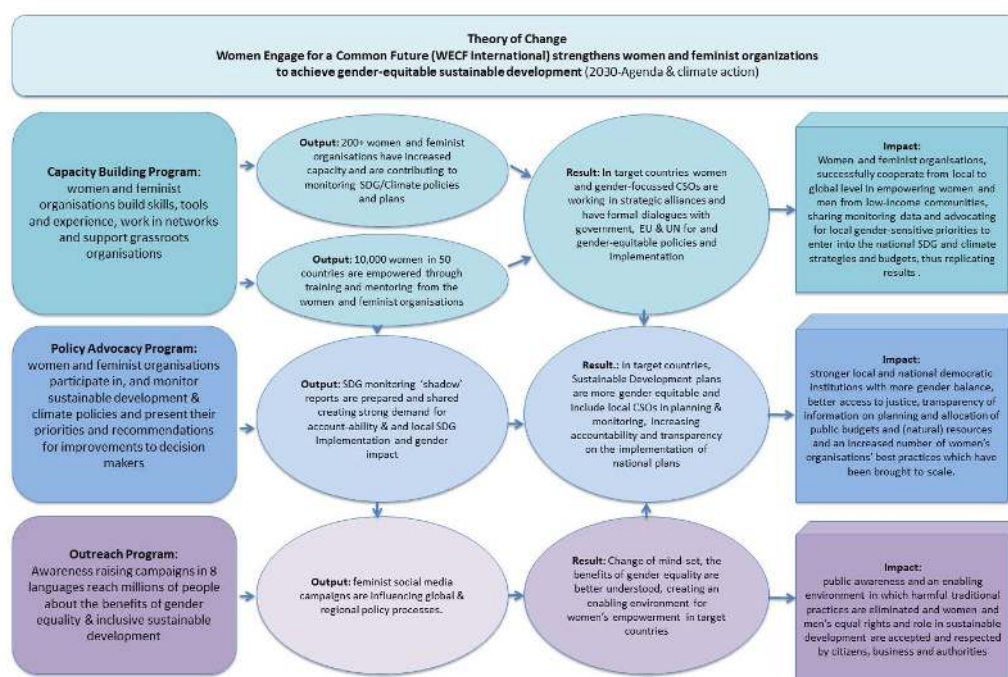 Theory of Change
Women Engage for a Common Future (WECF International) strengthens women and feminist organizations
to achieve gender-equitable sustainable development (2030-Agenda & climate action)
Capacity Building Program:
women and feminist
organisations build skills, tools
and experience, work in networks
and support grassroots
organisations
Output: 200+ women and feminist
organisations have increased
capacity and are contributing to
monitoring SDG/Climate policies
and plans
Output: 10,000 women in 50
countries are empowered through
training and mentoring from the
women and feminist organisations
Result: In target countries women
and gender-focussed CSOs are
working in strategic alliances and
have formal dialogues with
government, EU & UN for and
gender-equitable policies and
implementation
Impact:
Women and feminist organisations,
successfully cooperate from local to
global level in empowering women and
men from low-income communities,
sharing monitoring data and advocating
for local gender-sensitive priorities to
enter into the national SDG and climate
strategies and budgets, thus replicating
results .
Policy Advocacy Program:
women and feminist organisations
participate in, and monitor
sustainable development &
climate policies and present their
priorities and recommendations
for improvements to decision
makers
Output: SDG monitoring 'shadow'
reports are prepared and shared
creating strong demand for
account-ability & and local SDG
Implementation and gender
impact
Result.: In target countries,
Sustainable Development plans
are more gender equitable and
include local CSOs in planning &
monitoring, increasing
accountability and transparency
on the implementation of
national plans
Impact:
stronger local and national democratic
institutions with more gender balance,
better access to justice, transparency of
information on planning and allocation of
public budgets and (natural) resources
and an increased number of women's
organisations' best practices which have
been brought to scale.
Outreach Program:
Awareness raising campaigns in 8
languages reach millions of people
about the benefits of gender
equality & inclusive sustainable
development
Output: feminist social media
campaigns are influencing global &
regional policy processes.
Result: Change of mind-set, the
benefits of gender equality are
better understood, creating an
enabling environment for
women's empowerment in target
countries
Impact:
public awareness and an enabling
environment in which harmful traditional
practices are eliminated and women and
men's equal rights and role in sustainable
development are accepted and respected
by citizens, business and authorities